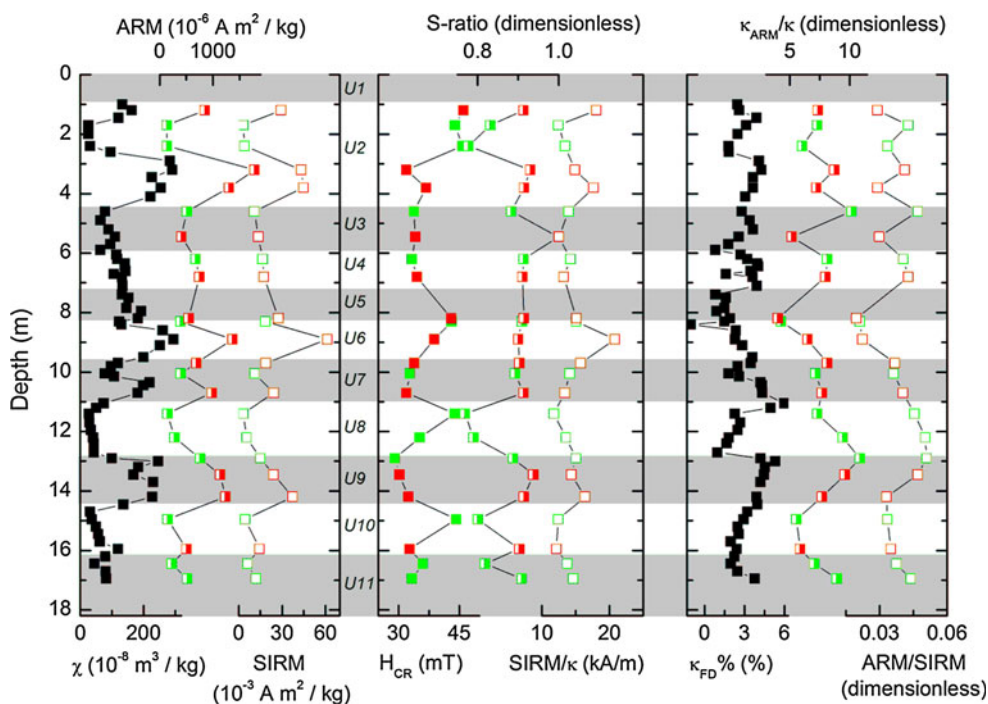 ARM (10⁻⁶ A m² / kg)
S-ratio (dimensionless)
κARM/κ (dimensionless)
0 1000
0.8 1.0
5 10
Depth (m)
0
2
4
6
8
10
12
14
16
18
U1
U2
U3
U4
U5
U6
U7
U8
U9
U10
U11
0 200
0 30 60
30 45
10 20
0 3 6
0.03 0.06
χ (10⁻⁸ m³ / kg)
SIRM
(10⁻³ A m² / kg)
HCR (mT)
SIRM/κ (kA/m)
κFD% (%)
ARM/SIRM
(dimensionless)